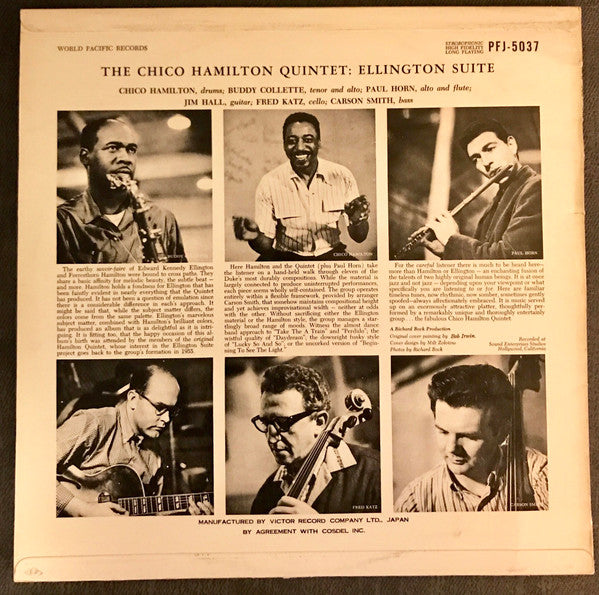 WORLD PACIFIC RECORDS
STEREOPHONIC
HIGH FIDELITY
LONG PLAYING
PFJ-5037
THE CHICO HAMILTON QUINTET: ELLINGTON SUITE
CHICO HAMILTON, drums; BUDDY COLLETTE, tenor and alto; PAUL HORN, alto and flute;
JIM HALL, guitar; FRED KATZ, cello; CARSON SMITH, bass
CHICO HAMILTON
PAUL HORN
The earthy savoir-faire of Edward Kennedy Ellington
and Forrestorn Hamilton were bound to cross paths. They
share a basic affinity for melodic beauty, the subtle beat —
and more. Hamilton holds a fondness for Ellington that has
been faintly evident in nearly everything that the Quintet
has produced. It has not been a question of emulation since
there is a considerable difference in each's approach. It
might be said that, while the subject matter differs, the
colors come from the same palette. Ellington's marvelous
subject matter, combined with Hamilton's brilliant colors,
has produced an album that is as delightful as it is intri-
guing. It is fitting too, that the happy occasion of this al-
bum's birth was attended by the members of the original
Hamilton Quintet, whose interest in the Ellington Suite
project goes back to the group's formation in 1955.
Here Hamilton and the Quintet (plus Paul Horn) take
the listener on a hand-held walk through eleven of the
Duke's most durable compositions. While the material is
largely connected to produce uninterrupted performances,
each piece stands wholly self-contained. The group operates
entirely within a flexible framework, provided by arranger
Carson Smith, that somehow maintains compositional height
and yet achieves improvisational width — neither at odds
with the other. Without sacrificing either the Ellington
spirit or the Hamilton style, the group manages a star-
tlingly broad range of moods. Witness the almost dance
band approach to "Take The A Train" and "Perdido", the
wistful quality of "Daydream", the downright funky style
of "Lucky So And So", or the uncorked version of "Begin-
ning To See The Light."
For the careful listener there is much to be heard —
more than Hamilton or Ellington — as an enchanting fusion of
the talents of two highly original human beings. It is at once
jazz and not jazz — depending upon your viewpoint or what
specifically you are listening to or for. Here are familiar
timeless tunes, new rhythms, now somber, sometimes gently
spoofed—always affectionately embraced. It is music served
up on an enormously attractive platter, thoughtfully per-
formed by a remarkably unique and thoroughly entertaining
group . . . the fabulous Chico Hamilton Quintet.
A Richard Bock Production.
Original cover painting by Bob Irwin.
Photos by Richard Bock
Recorded at
Sound Enterprises Studios
Hollywood, California
FRED KATZ
MANUFACTURED BY VICTOR RECORD COMPANY LTD., JAPAN
BY AGREEMENT WITH COSDEL INC.